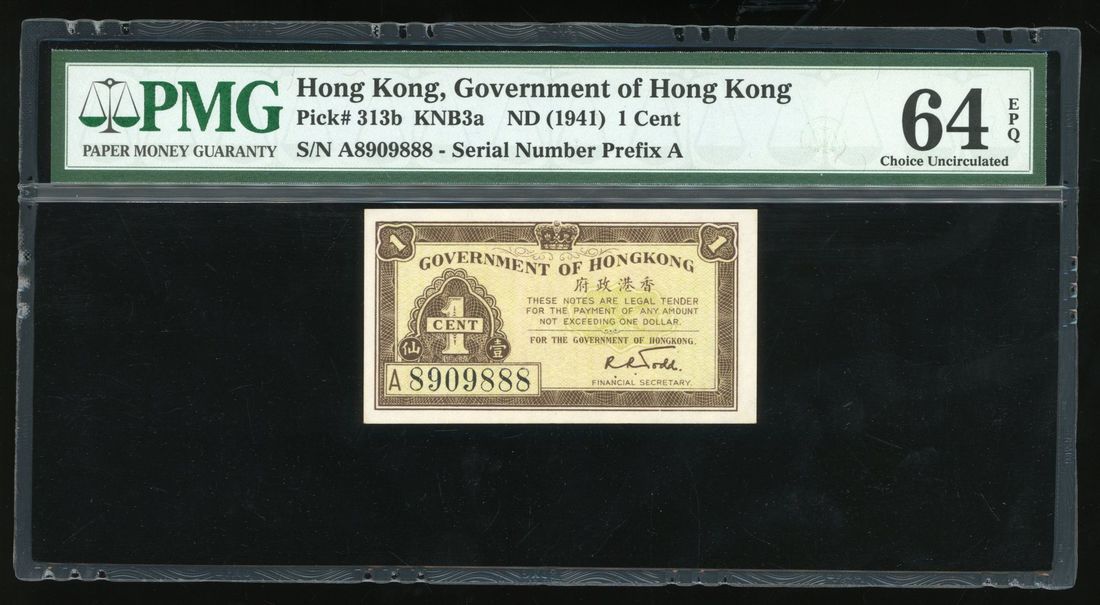 PMG
PAPER MONEY GUARANTY
Hong Kong, Government of Hong Kong
Pick# 313b KNB3a ND (1941) 1 Cent
S/N A8909888 - Serial Number Prefix A
64
EPQ
Choice Uncirculated
1 1
GOVERNMENT OF HONGKONG
府政港香
THESE NOTES ARE LEGAL TENDER
FOR THE PAYMENT OF ANY AMOUNT
NOT EXCEEDING ONE DOLLAR.
FOR THE GOVERNMENT OF HONGKONG.
R.R. Todd.
FINANCIAL SECRETARY.
1
CENT
仙 壹
A 8909888